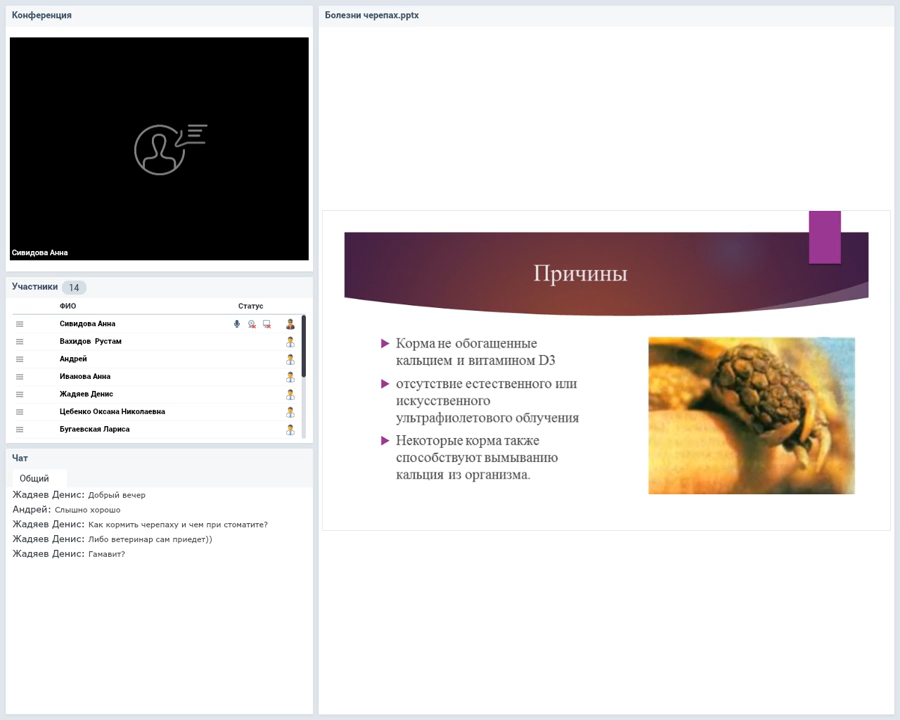 Конференция
Сивидова Анна
Участники 14
ФИО Статус
Сивидова Анна
Вахидов Рустам
Андрей
Иванова Анна
Жадяев Денис
Цебенко Оксана Николаевна
Бугаевская Лариса
Чат
Общий
Жадяев Денис: Добрый вечер
Андрей: Слышно хорошо
Жадяев Денис: Как кормить черепаху и чем при стоматите?
Жадяев Денис: Либо ветеринар сам приедет))
Жадяев Денис: Гамавит?
Болезни черепах.pptx
Причины
Корма не обогащенные
кальцием и витамином D3
отсутствие естественного или
искусственного
ультрафиолетового облучения
Некоторые корма также
способствуют вымыванию
кальция из организма.